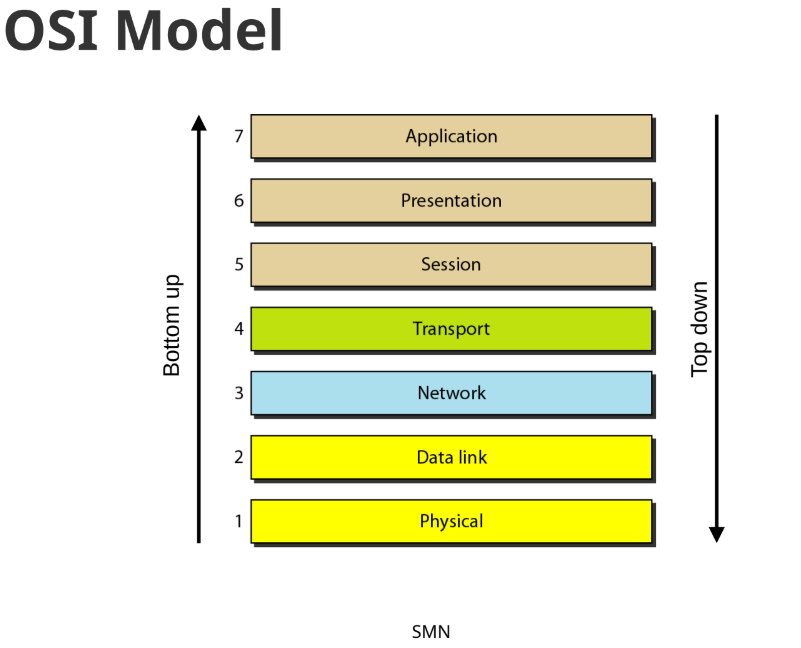 OSI Model
7 Application
6 Presentation
5 Session
4 Transport
3 Network
2 Data link
1 Physical
Bottom up
Top down
SMN